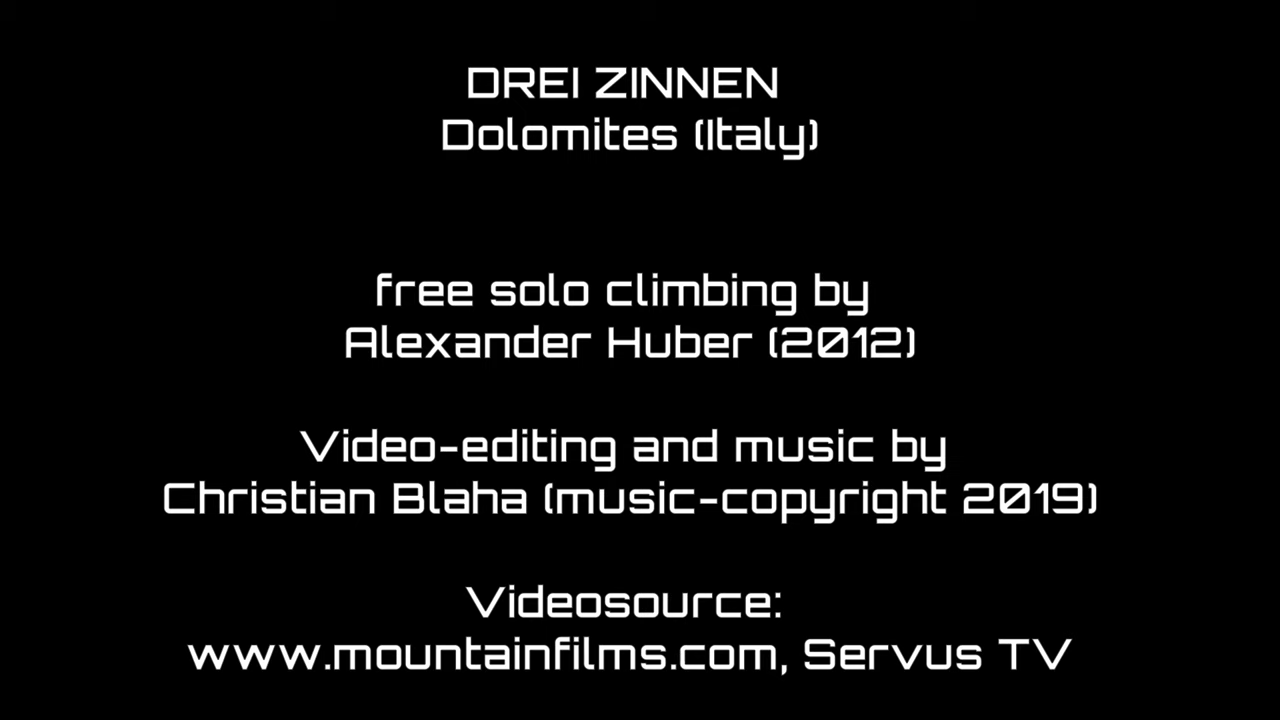 DREI ZINNEN
Dolomites (Italy)
free solo climbing by
Alexander Huber (2012)
Video-editing and music by
Christian Blaha (music-copyright 2019)
Videosource:
www.mountainfilms.com, Servus TV